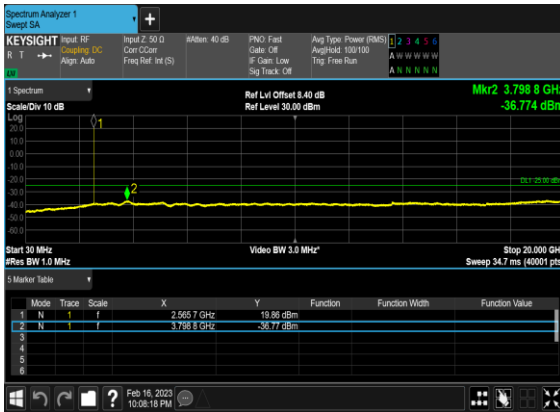 Spectrum Analyzer 1
Swept SA
+
KEYSIGHT Input: RF Input Z: 50 Ω #Atten: 40 dB PNO: Fast Avg Type: Power (RMS) 1 2 3 4 5 6
R T Coupling: DC Corr CCorr Gate: Off Avg|Hold: 100/100 A W W W W W
Align: Auto Freq Ref: Int (S) IF Gain: Low Trig: Free Run
Sig Track: Off A N N N N N
1 Spectrum
Scale/Div 10 dB
Ref Lvl Offset 8.40 dB
Ref Level 30.00 dBm
Mkr2 3.798 8 GHz
-36.774 dBm
Log
20.0
10.0
0.00
-10.0
-20.0
-30.0
-40.0
-50.0
-60.0
1
2
DL1 -25.00 dBm
Start 30 MHz Video BW 3.0 MHz* Stop 20.000 GH
#Res BW 1.0 MHz Sweep 34.7 ms (40001 pts
5 Marker Table
Mode Trace Scale X Y Function Function Width Function Value
1 N 1 f 2.565 7 GHz 19.86 dBm
2 N 1 f 3.798 8 GHz -36.77 dBm
3
4
5
6
? Feb 16, 2023
10:08:18 PM